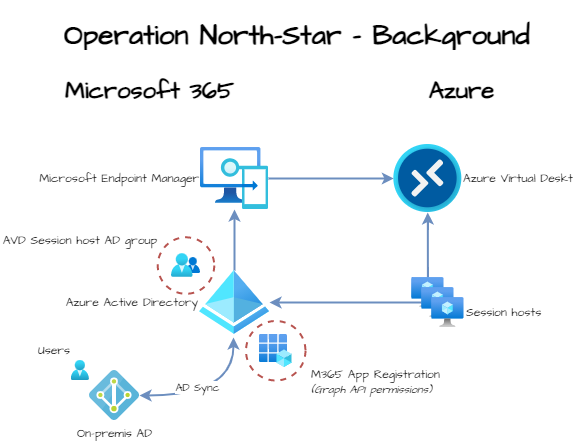 Operation North-Star - Background
Microsoft 365
Azure
Microsoft Endpoint Manager
Azure Virtual Deskt
AVD Session host AD group
Azure Active Directory
Session hosts
Users
M365 App Registration
(Graph API permissions)
AD Sync
On-premis AD